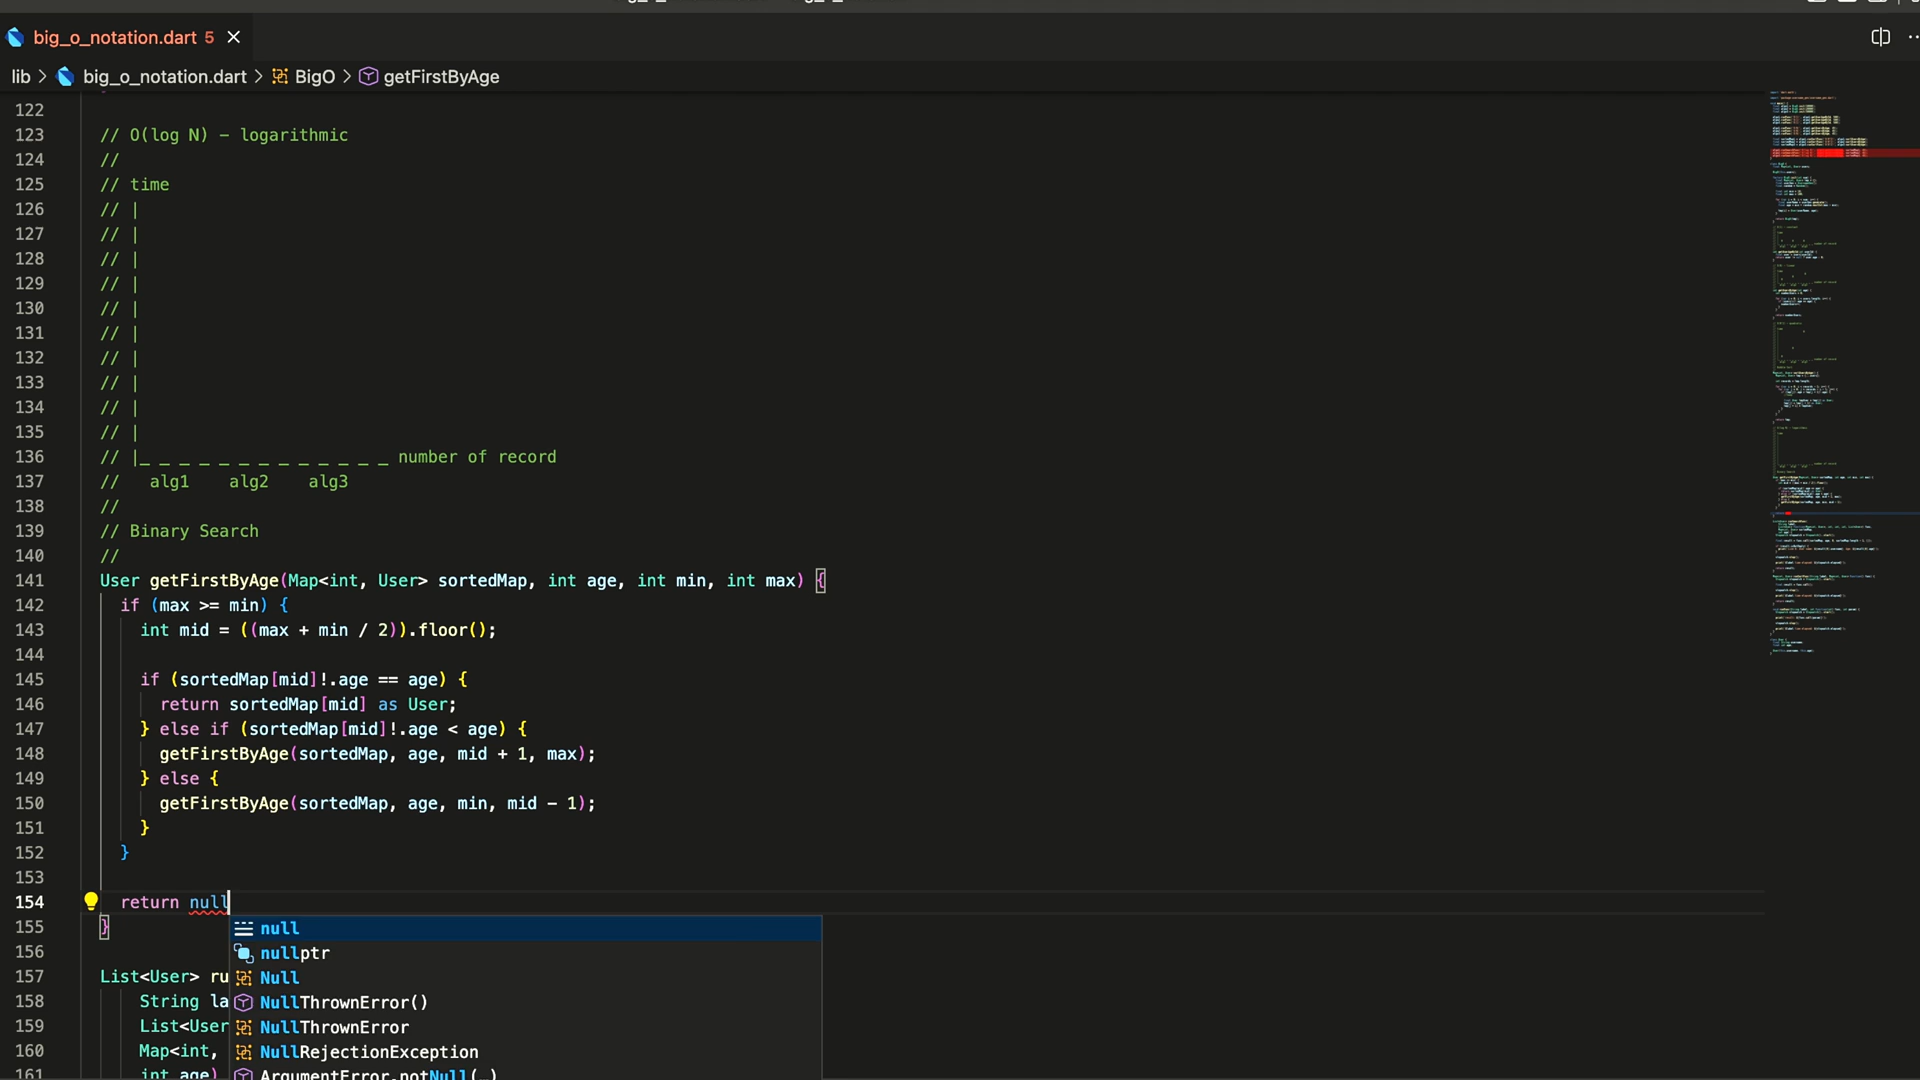 big_o_notation.dart 5
lib > big_o_notation.dart > BigO > getFirstByAge
122
123 // O(log N) – logarithmic
124 //
125 // time
126 // |
127 // |
128 // |
129 // |
130 // |
131 // |
132 // |
133 // |
134 // |
135 // |
136 // |_ _ _ _ _ _ _ _ _ _ _ _ _ number of record
137 //   alg1    alg2    alg3
138 //
139 // Binary Search
140 //
141 User getFirstByAge(Map<int, User> sortedMap, int age, int min, int max) {
142   if (max >= min) {
143     int mid = ((max + min / 2)).floor();
144
145     if (sortedMap[mid]!.age == age) {
146       return sortedMap[mid] as User;
147     } else if (sortedMap[mid]!.age < age) {
148       getFirstByAge(sortedMap, age, mid + 1, max);
149     } else {
150       getFirstByAge(sortedMap, age, min, mid - 1);
151     }
152   }
153
154   return null
155 }
null
156
nullptr
157 List<User> ru
Null
158     String la
NullThrownError()
159     List<User
NullThrownError
160     Map<int,
NullRejectionException
161     int age)
ArgumentError.notNull(…)